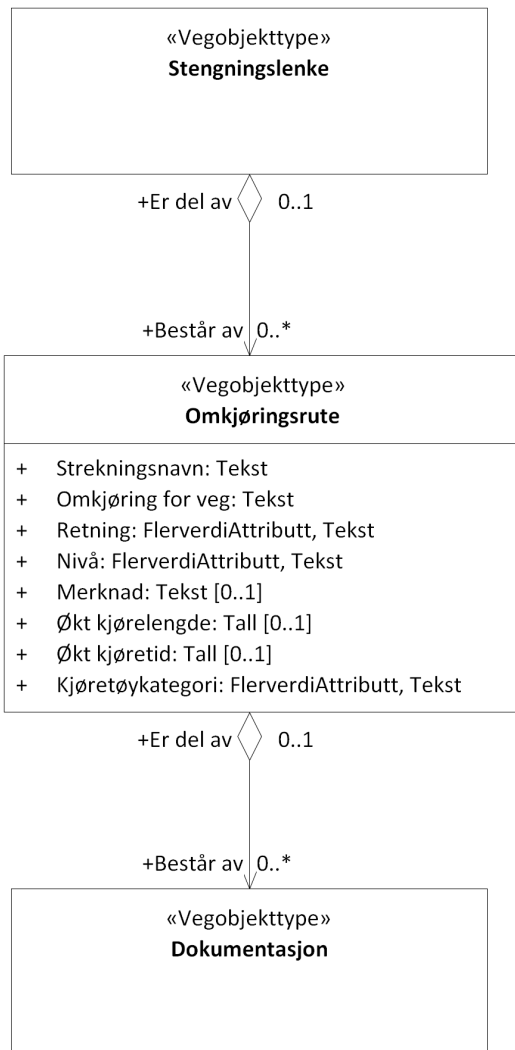 «Vegobjekttype»
Stengningslenke
+Er del av 0..1
+Består av 0..*
«Vegobjekttype»
Omkjøringsrute
+ Strekningsnavn: Tekst
+ Omkjøring for veg: Tekst
+ Retning: FlerverdiAttributt, Tekst
+ Nivå: FlerverdiAttributt, Tekst
+ Merknad: Tekst [0..1]
+ Økt kjørelengde: Tall [0..1]
+ Økt kjøretid: Tall [0..1]
+ Kjøretøykategori: FlerverdiAttributt, Tekst
+Er del av 0..1
+Består av 0..*
«Vegobjekttype»
Dokumentasjon